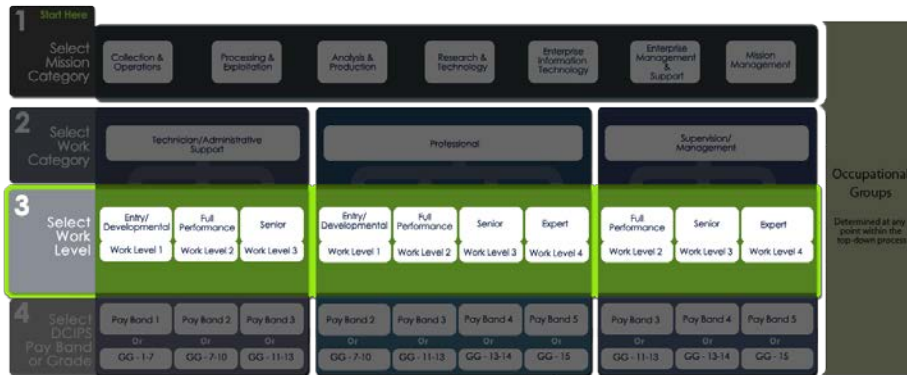 1 Start Here
Select
Mission
Category
Collection &
Operations
Processing &
Exploitation
Analysis &
Production
Research &
Technology
Enterprise
Information
Technology
Enterprise
Management
&
Support
Mission
Management
2 Select
Work
Category
Technician/Administrative
Support
Professional
Supervision/
Management
3 Select
Work
Level
Entry/
Developmental
Work Level 1
Full
Performance
Work Level 2
Senior
Work Level 3
Entry/
Developmental
Work Level 1
Full
Performance
Work Level 2
Senior
Work Level 3
Expert
Work Level 4
Full
Performance
Work Level 2
Senior
Work Level 3
Expert
Work Level 4
4 Select
DCIPS
Pay Band
or Grade
Pay Band 1
Or
GG - 1-7
Pay Band 2
Or
GG - 7-10
Pay Band 3
Or
GG - 11-13
Pay Band 2
Or
GG - 7-10
Pay Band 3
Or
GG - 11-13
Pay Band 4
Or
GG - 13-14
Pay Band 5
Or
GG - 15
Pay Band 3
Or
GG - 11-13
Pay Band 4
Or
GG - 13-14
Pay Band 5
Or
GG - 15
Occupational
Groups
Determined at any
point within the
top-down process